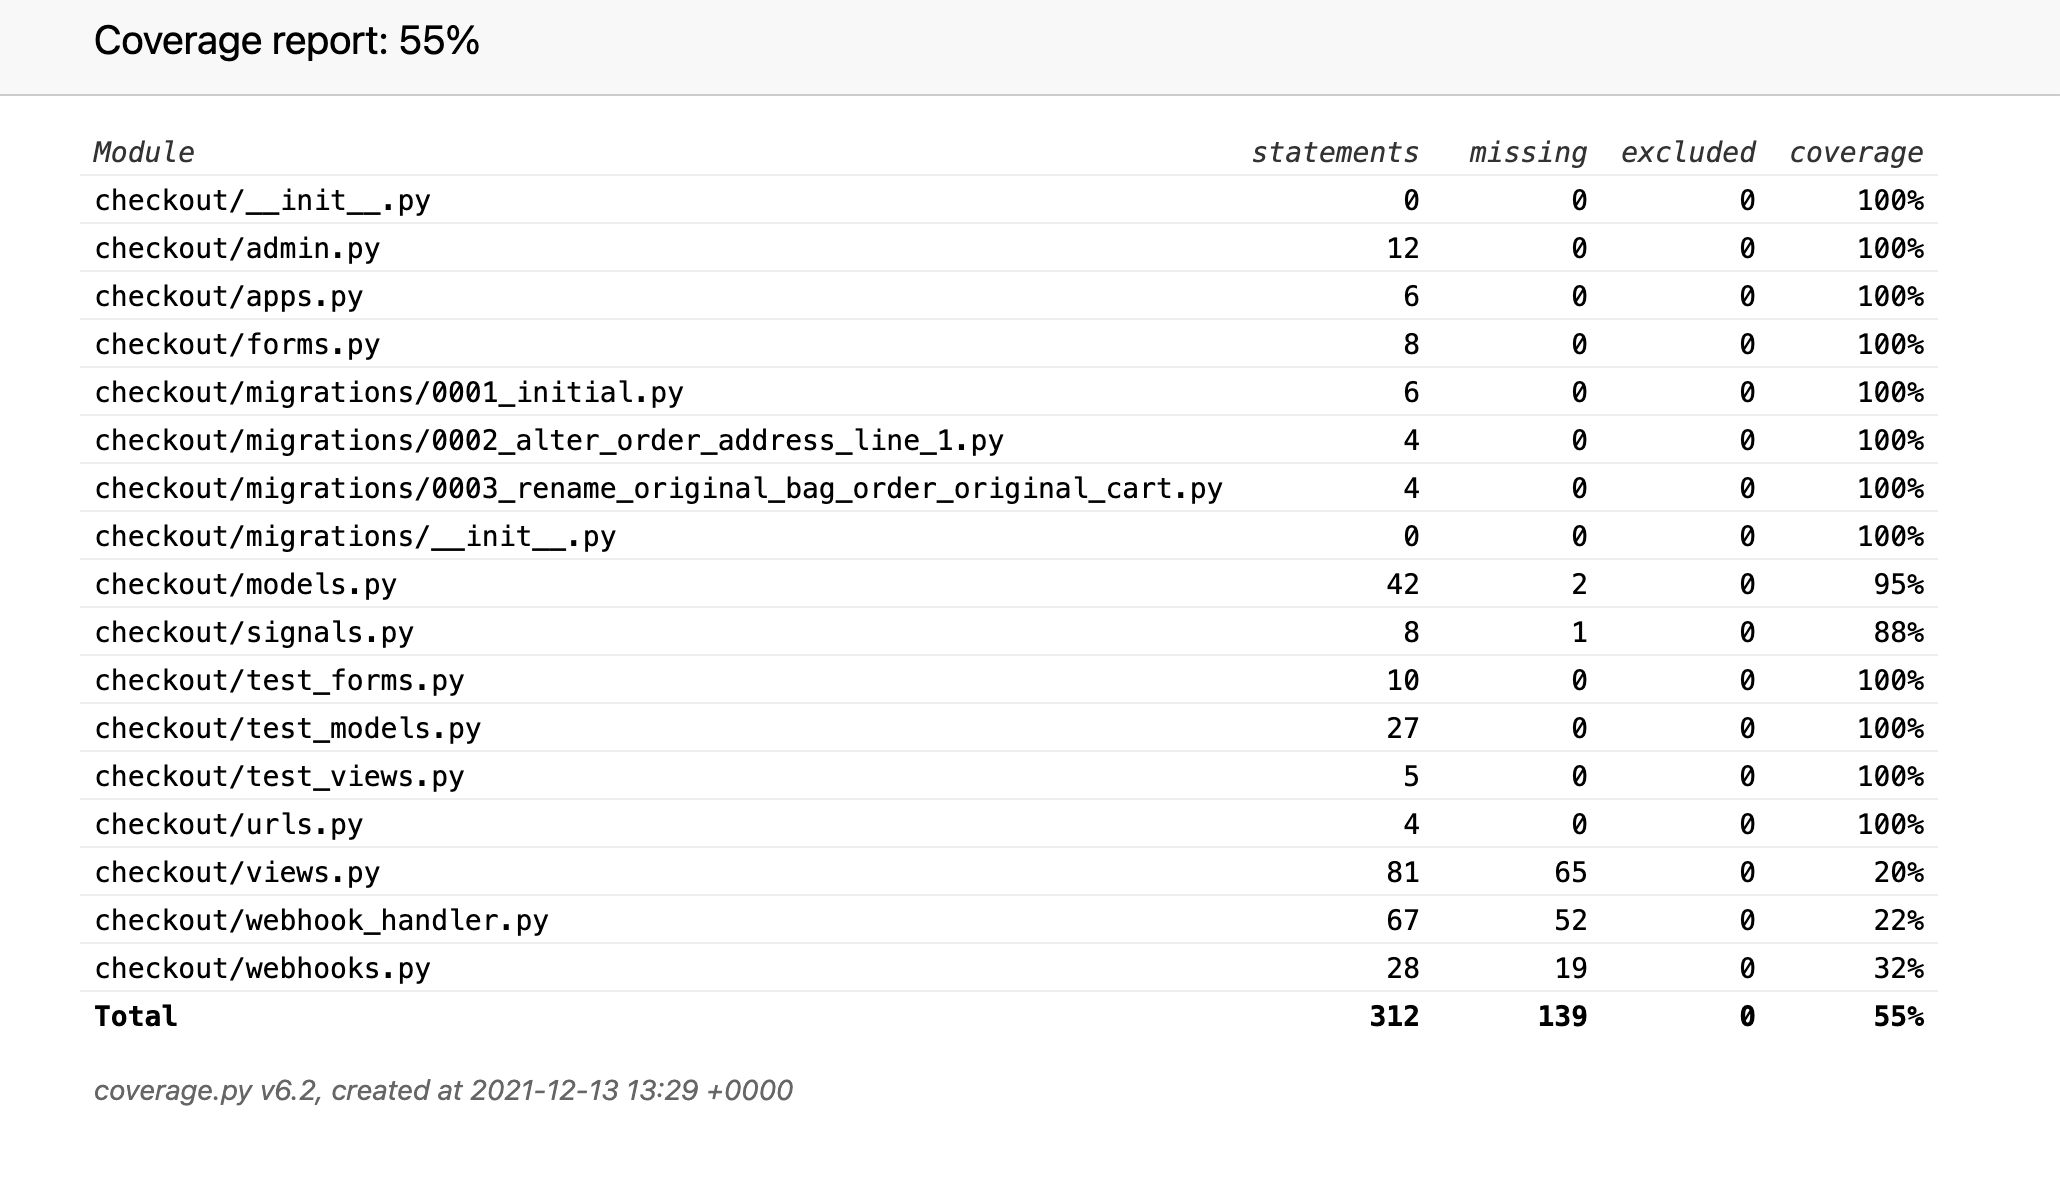 Coverage report: 55%
Module statements missing excluded coverage
checkout/__init__.py 0 0 0 100%
checkout/admin.py 12 0 0 100%
checkout/apps.py 6 0 0 100%
checkout/forms.py 8 0 0 100%
checkout/migrations/0001_initial.py 6 0 0 100%
checkout/migrations/0002_alter_order_address_line_1.py 4 0 0 100%
checkout/migrations/0003_rename_original_bag_order_original_cart.py 4 0 0 100%
checkout/migrations/__init__.py 0 0 0 100%
checkout/models.py 42 2 0 95%
checkout/signals.py 8 1 0 88%
checkout/test_forms.py 10 0 0 100%
checkout/test_models.py 27 0 0 100%
checkout/test_views.py 5 0 0 100%
checkout/urls.py 4 0 0 100%
checkout/views.py 81 65 0 20%
checkout/webhook_handler.py 67 52 0 22%
checkout/webhooks.py 28 19 0 32%
Total 312 139 0 55%
coverage.py v6.2, created at 2021-12-13 13:29 +0000